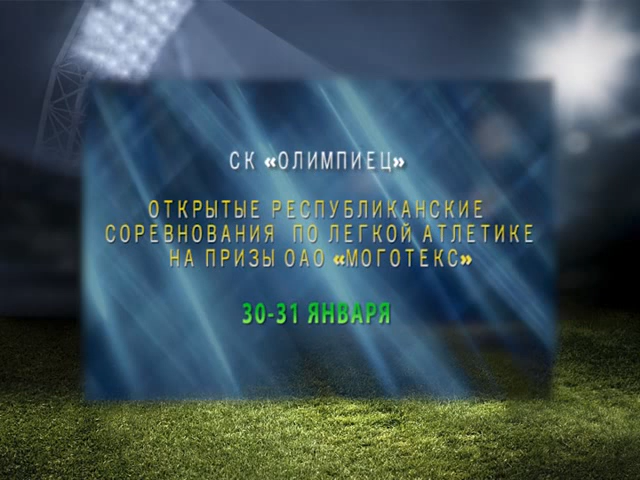 СК «ОЛИМПИЕЦ»
ОТКРЫТЫЕ РЕСПУБЛИКАНСКИЕ
СОРЕВНОВАНИЯ ПО ЛЕГКОЙ АТЛЕТИКЕ
НА ПРИЗЫ ОАО «МОГОТЕКС»
30-31 ЯНВАРЯ